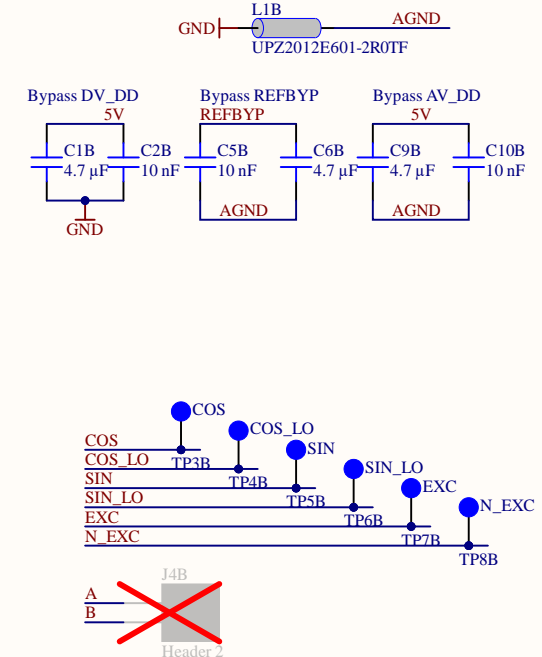 L1B
GND
AGND
UPZ2012E601-2R0TF
Bypass DV_DD
Bypass REFBYP
Bypass AV_DD
5V
REFBYP
5V
C1B
C2B
C5B
C6B
C9B
C10B
4.7 µF
10 nF
10 nF
4.7 µF
4.7 µF
10 nF
AGND
AGND
GND
COS
COS_LO
COS
SIN
COS_LO
TP3B
SIN_LO
SIN
TP4B
EXC
SIN_LO
TP5B
N_EXC
EXC
TP6B
N_EXC
TP7B
TP8B
J4B
A
B
Header 2